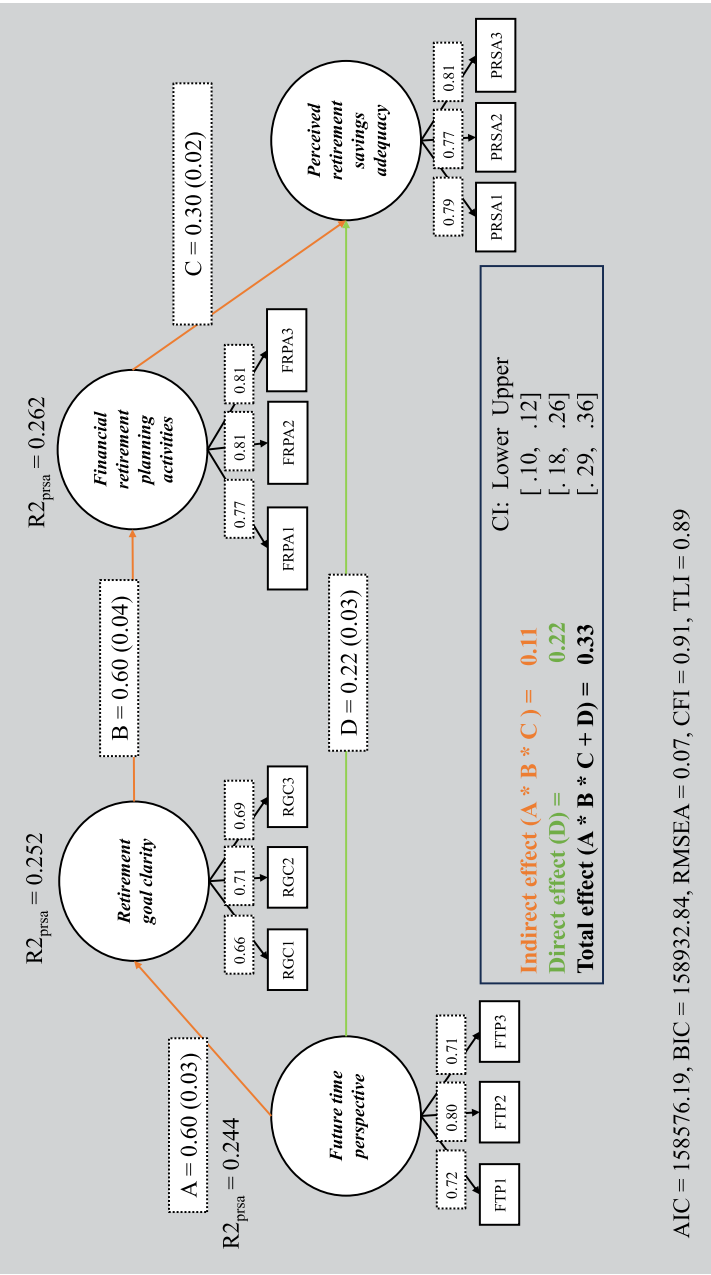 R2prsa = 0.252
R2prsa = 0.262
A = 0.60 (0.03)
B = 0.60 (0.04)
C = 0.30 (0.02)
R2prsa = 0.244
Retirement
goal clarity
Financial
retirement
planning
activities
0.66
0.71
0.69
0.77
0.81
0.81
RGC1
RGC2
RGC3
FRPA1
FRPA2
FRPA3
Future time
perspective
D = 0.22 (0.03)
Perceived
retirement
savings
adequacy
0.72
0.80
0.71
0.79
0.77
0.81
FTP1
FTP2
FTP3
PRSA1
PRSA2
PRSA3
CI: Lower Upper
Indirect effect (A * B * C ) = 0.11 [ .10, .12]
Direct effect (D) = 0.22 [ .18, .26]
Total effect (A * B * C + D) = 0.33 [ .29, .36]
AIC = 158576.19, BIC = 158932.84, RMSEA = 0.07, CFI = 0.91, TLI = 0.89